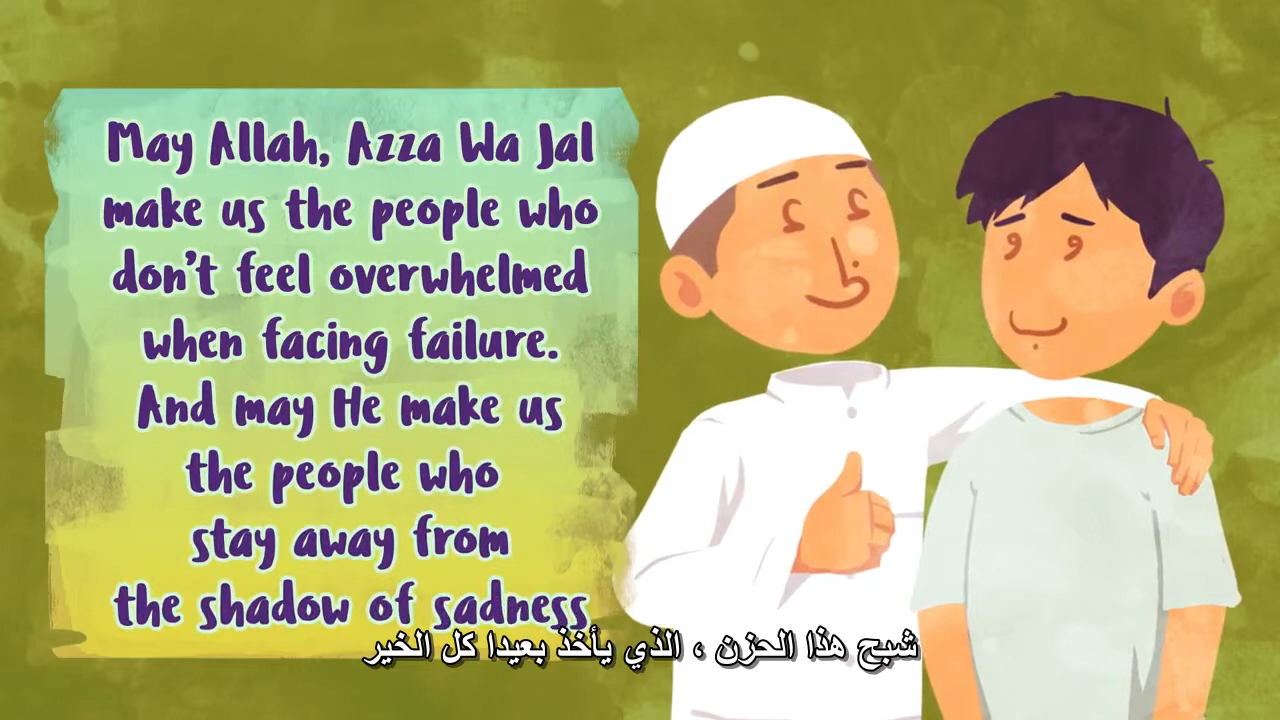 May Allah, Azza Wa Jal
make us the people who
don't feel overwhelmed
when facing failure.
And may He make us
the people who
stay away from
the shadow of sadness
شبح هذا الحزن ، الذي يأخذ بعيدا كل الخير